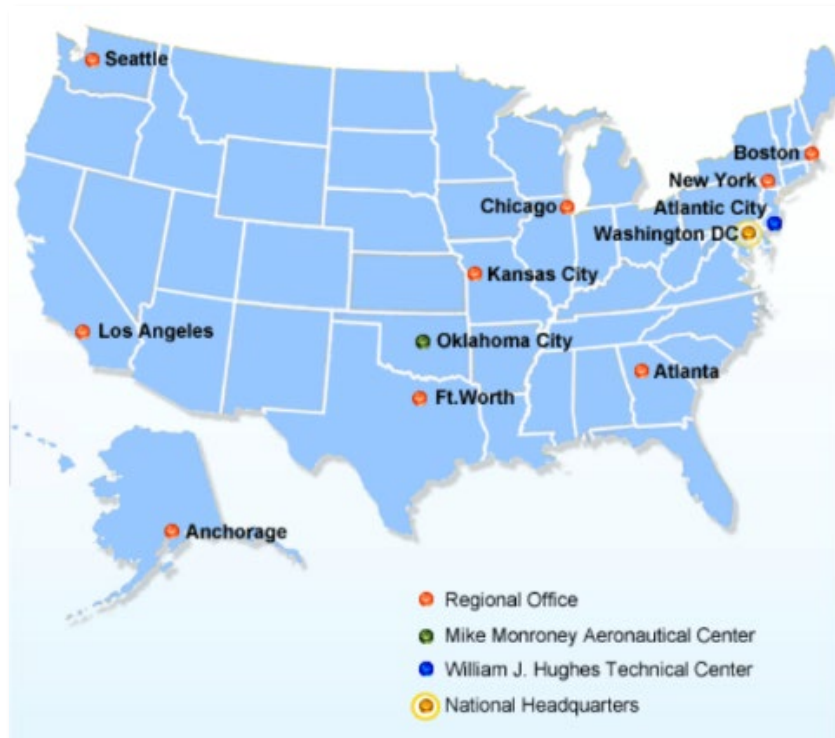 Seattle
Boston
New York
Chicago
Atlantic City
Washington DC
Kansas City
Los Angeles
Oklahoma City
Atlanta
Ft.Worth
Anchorage
Regional Office
Mike Monroney Aeronautical Center
William J. Hughes Technical Center
National Headquarters